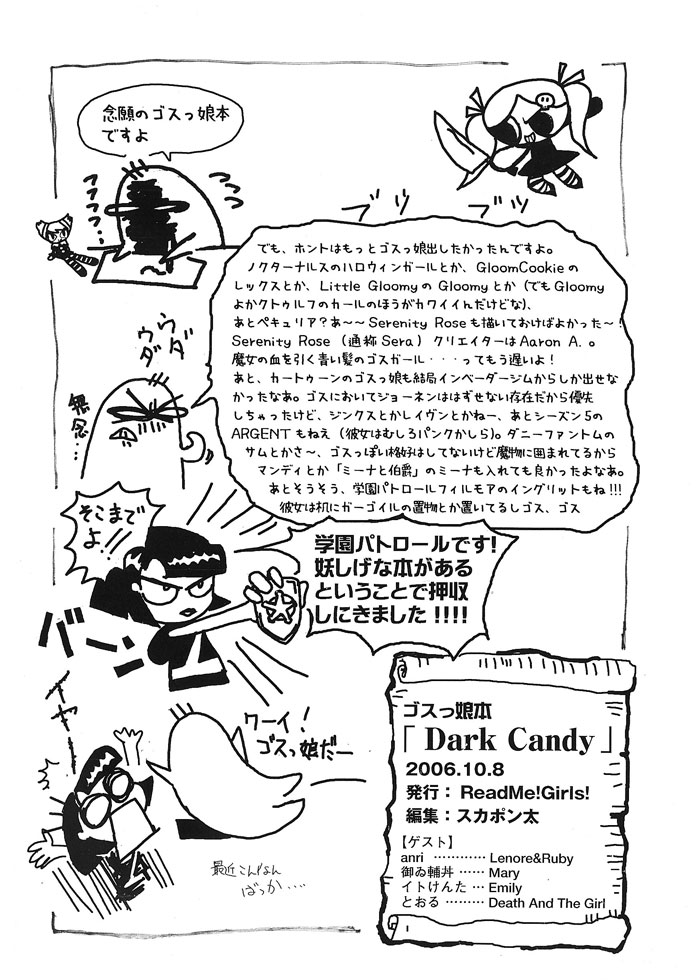 念願のゴスっ娘本
ですよ
フフフフ…
フフフ
ブツ
ブツ
でも、ホントはもっとゴスっ娘出したかったんですよ。
ノクターナルスのハロウィンガールとか、GloomCookieの
レックスとか、Little GloomyのGloomyとか(でもGloomy
よかクトゥルフのカールのほうがカワイイんだけどな)、
あとペキュリア?あ〜〜Serenity Roseも描いておけばよかった〜!
Serenity Rose(通称Sera)クリエイターはAaron A.。
魔女の血を引く青い髪のゴスガール・・・ってもう遅いよ!
あと、カートゥーンのゴスっ娘も結局インベーダージムからしか出せな
かったなあ。ゴスにおいてジョーネンははずせない存在だから優先
しちゃったけど、ジンクスとかレイヴンとかねー、あとシーズン5の
ARGENTもねえ(彼女はむしろパンクかしら)。ダニーファントムの
サムとかさ〜、ゴスっぽい格好はしてないけど魔物に囲まれてるから
マンディとか「ミーナと伯爵」のミーナも入れても良かったよなあ。
あとそうそう、学園パトロールフィルモアのイングリットもね!!!
彼女は机にガーゴイルの置物とか置いてるしゴス、ゴス
ウダ
ウダ
無念…
そこまで
よ!!
学園パトロールです!
妖しげな本がある
ということで押収
しにきました!!!!
バーン
イヤー
ワーイ!
ゴスっ娘だー
最近こんなん
ばっか….
ゴスっ娘本
「Dark Candy」
2006.10.8
発行:ReadMe!Girls!
編集:スカポン太
【ゲスト】
anri ………… Lenore&Ruby
御ゐ輔丼 …… Mary
イトけんた … Emily
とおる ……… Death And The Girl